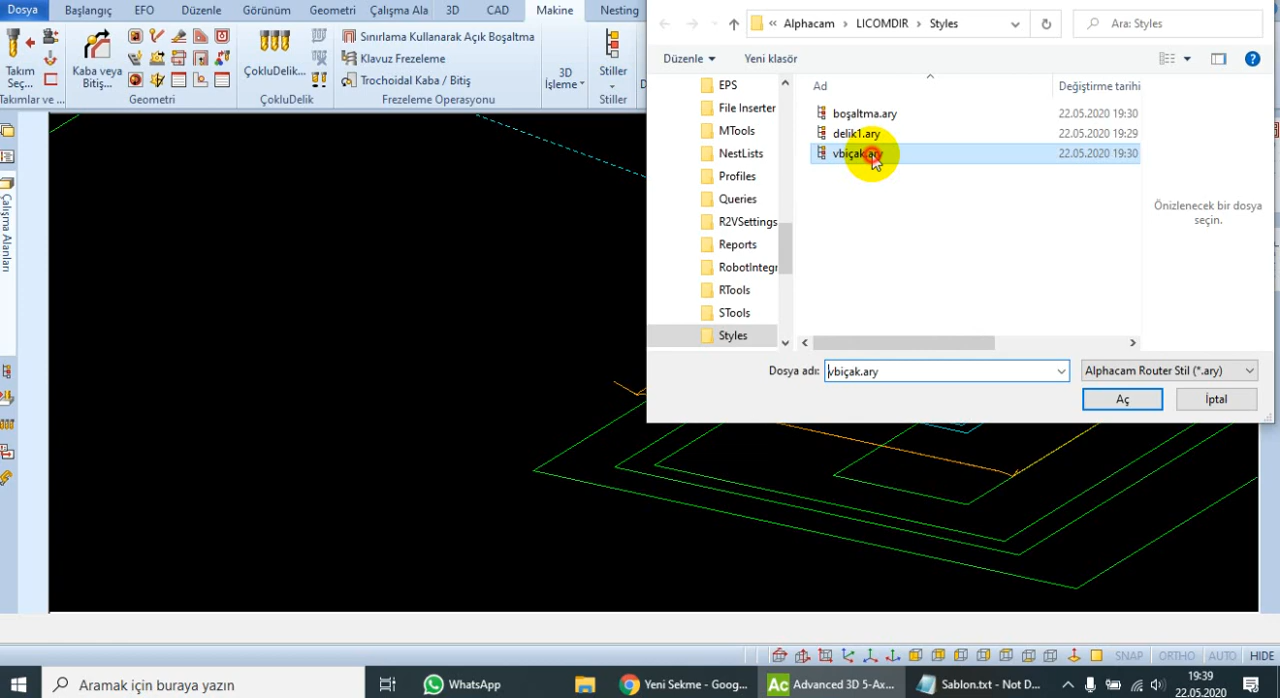 Dosya
Başlangıç
EFO
Düzenle
Görünüm
Geometri
Çalışma Ala
3D
CAD
Makine
Nesting
Takım
Seç...
Takımlar ve ...
Kaba veya
Bitiş...
Geometri
ÇokluDelik...
ÇokluDelik
Sınırlama Kullanarak Açık Boşaltma
Klavuz Frezeleme
Trochoidal Kaba / Bitiş
Frezeleme Operasyonu
3D
İşleme
Stiller
Stiller
Çalışma Alanları
« Alphacam > LICOMDIR > Styles
Ara: Styles
Düzenle
Yeni klasör
EPS
File Inserter
MTools
NestLists
Profiles
Queries
R2VSettings
Reports
RobotIntegr
RTools
STools
Styles
Ad
Değiştirme tarihi
boşaltma.ary
22.05.2020 19:30
delik1.ary
22.05.2020 19:29
vbiçak.ary
22.05.2020 19:30
Önizlenecek bir dosya
seçin.
Dosya adı:
vbiçak.ary
Alphacam Router Stil (*.ary)
Aç
İptal
SNAP
ORTHO
AUTO
HIDE
Aramak için buraya yazın
WhatsApp
Yeni Sekme - Goog...
Advanced 3D 5-Ax...
Sablon.txt - Not D...
19:39
22.05.2020